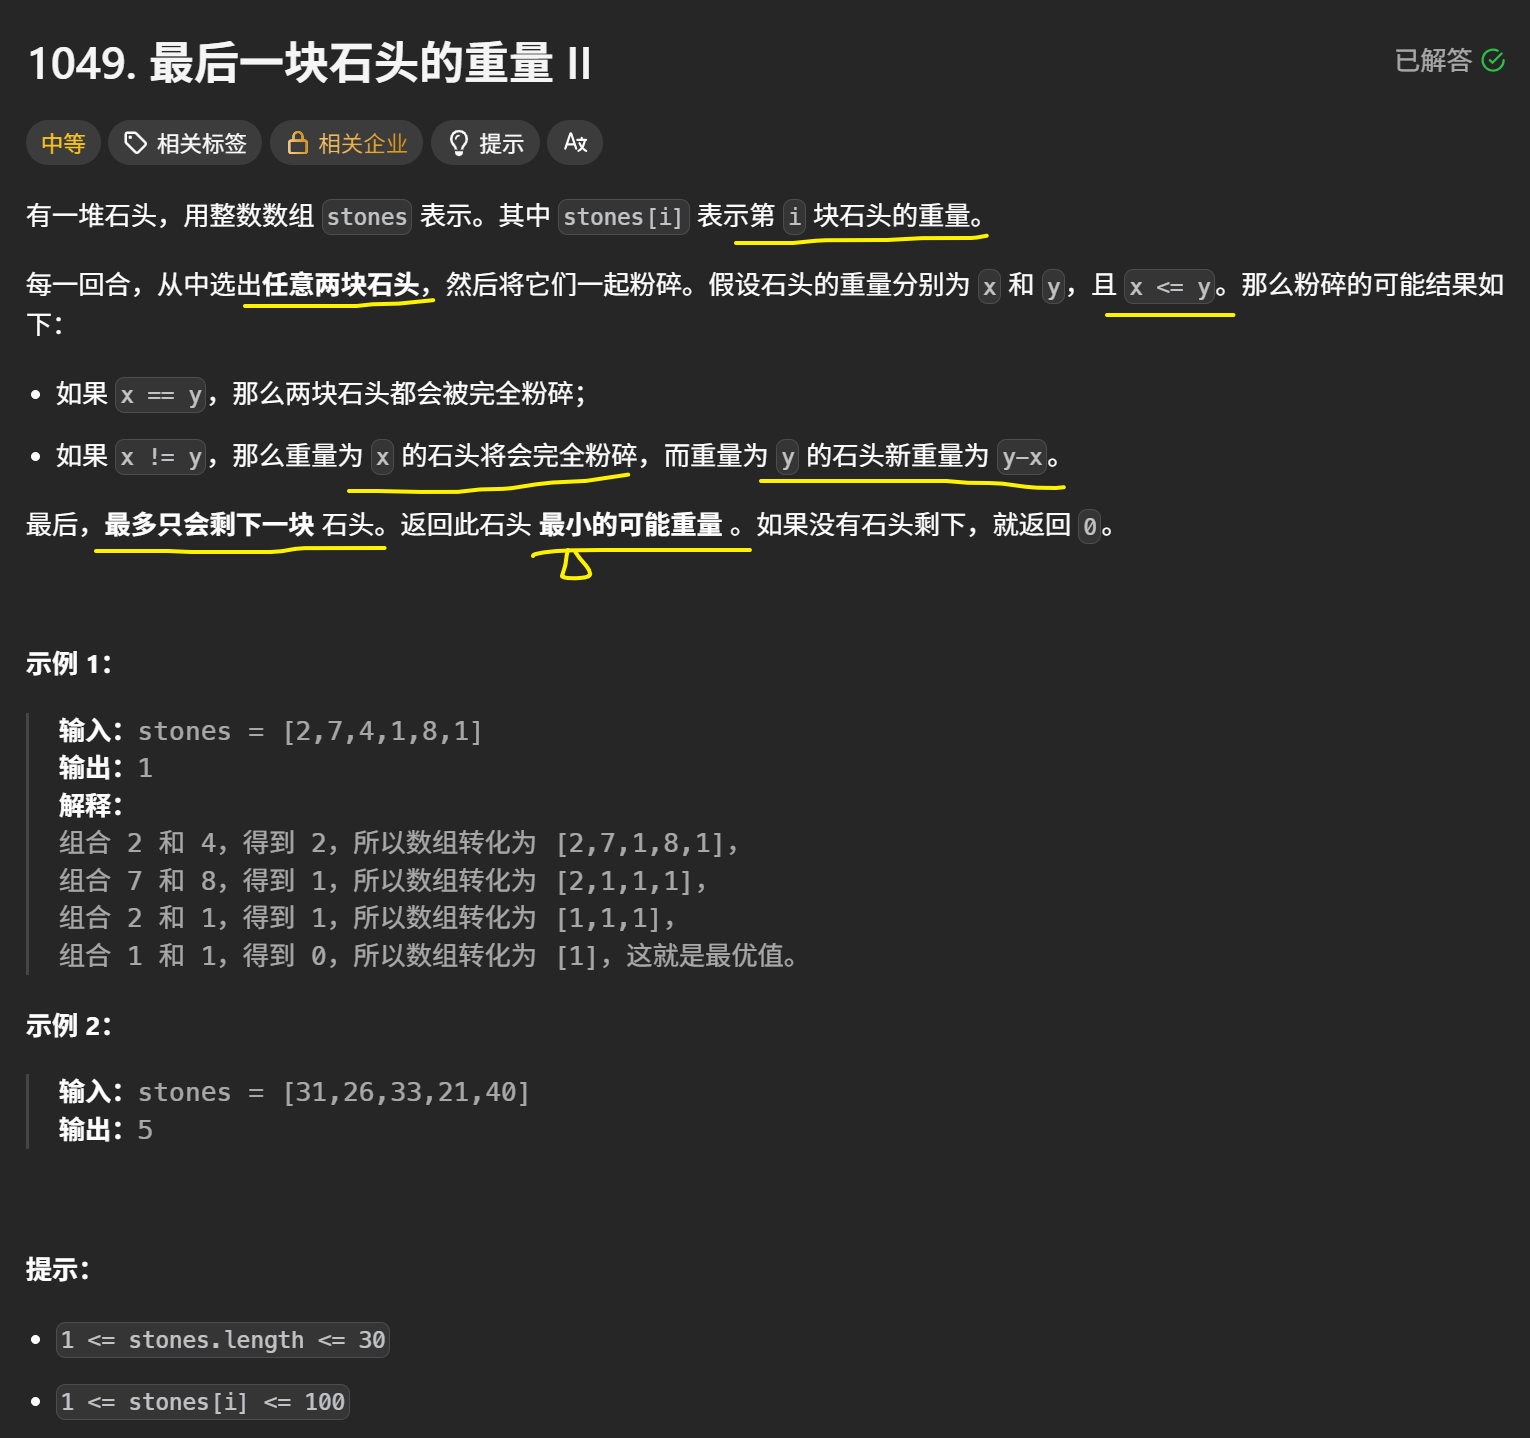 1049. 最后一块石头的重量 II
已解答
中等 相关标签 相关企业 提示
有一堆石头，用整数数组 stones 表示。其中 stones[i] 表示第 i 块石头的重量。
每一回合，从中选出任意两块石头，然后将它们一起粉碎。假设石头的重量分别为 x 和 y，且 x <= y。那么粉碎的可能结果如
下：
如果 x == y，那么两块石头都会被完全粉碎；
如果 x != y，那么重量为 x 的石头将会完全粉碎，而重量为 y 的石头新重量为 y-x。
最后，最多只会剩下一块 石头。返回此石头 最小的可能重量 。如果没有石头剩下，就返回 0。
示例 1：
输入：stones = [2,7,4,1,8,1]
输出：1
解释：
组合 2 和 4，得到 2，所以数组转化为 [2,7,1,8,1]，
组合 7 和 8，得到 1，所以数组转化为 [2,1,1,1]，
组合 2 和 1，得到 1，所以数组转化为 [1,1,1]，
组合 1 和 1，得到 0，所以数组转化为 [1]，这就是最优值。
示例 2：
输入：stones = [31,26,33,21,40]
输出：5
提示：
1 <= stones.length <= 30
1 <= stones[i] <= 100